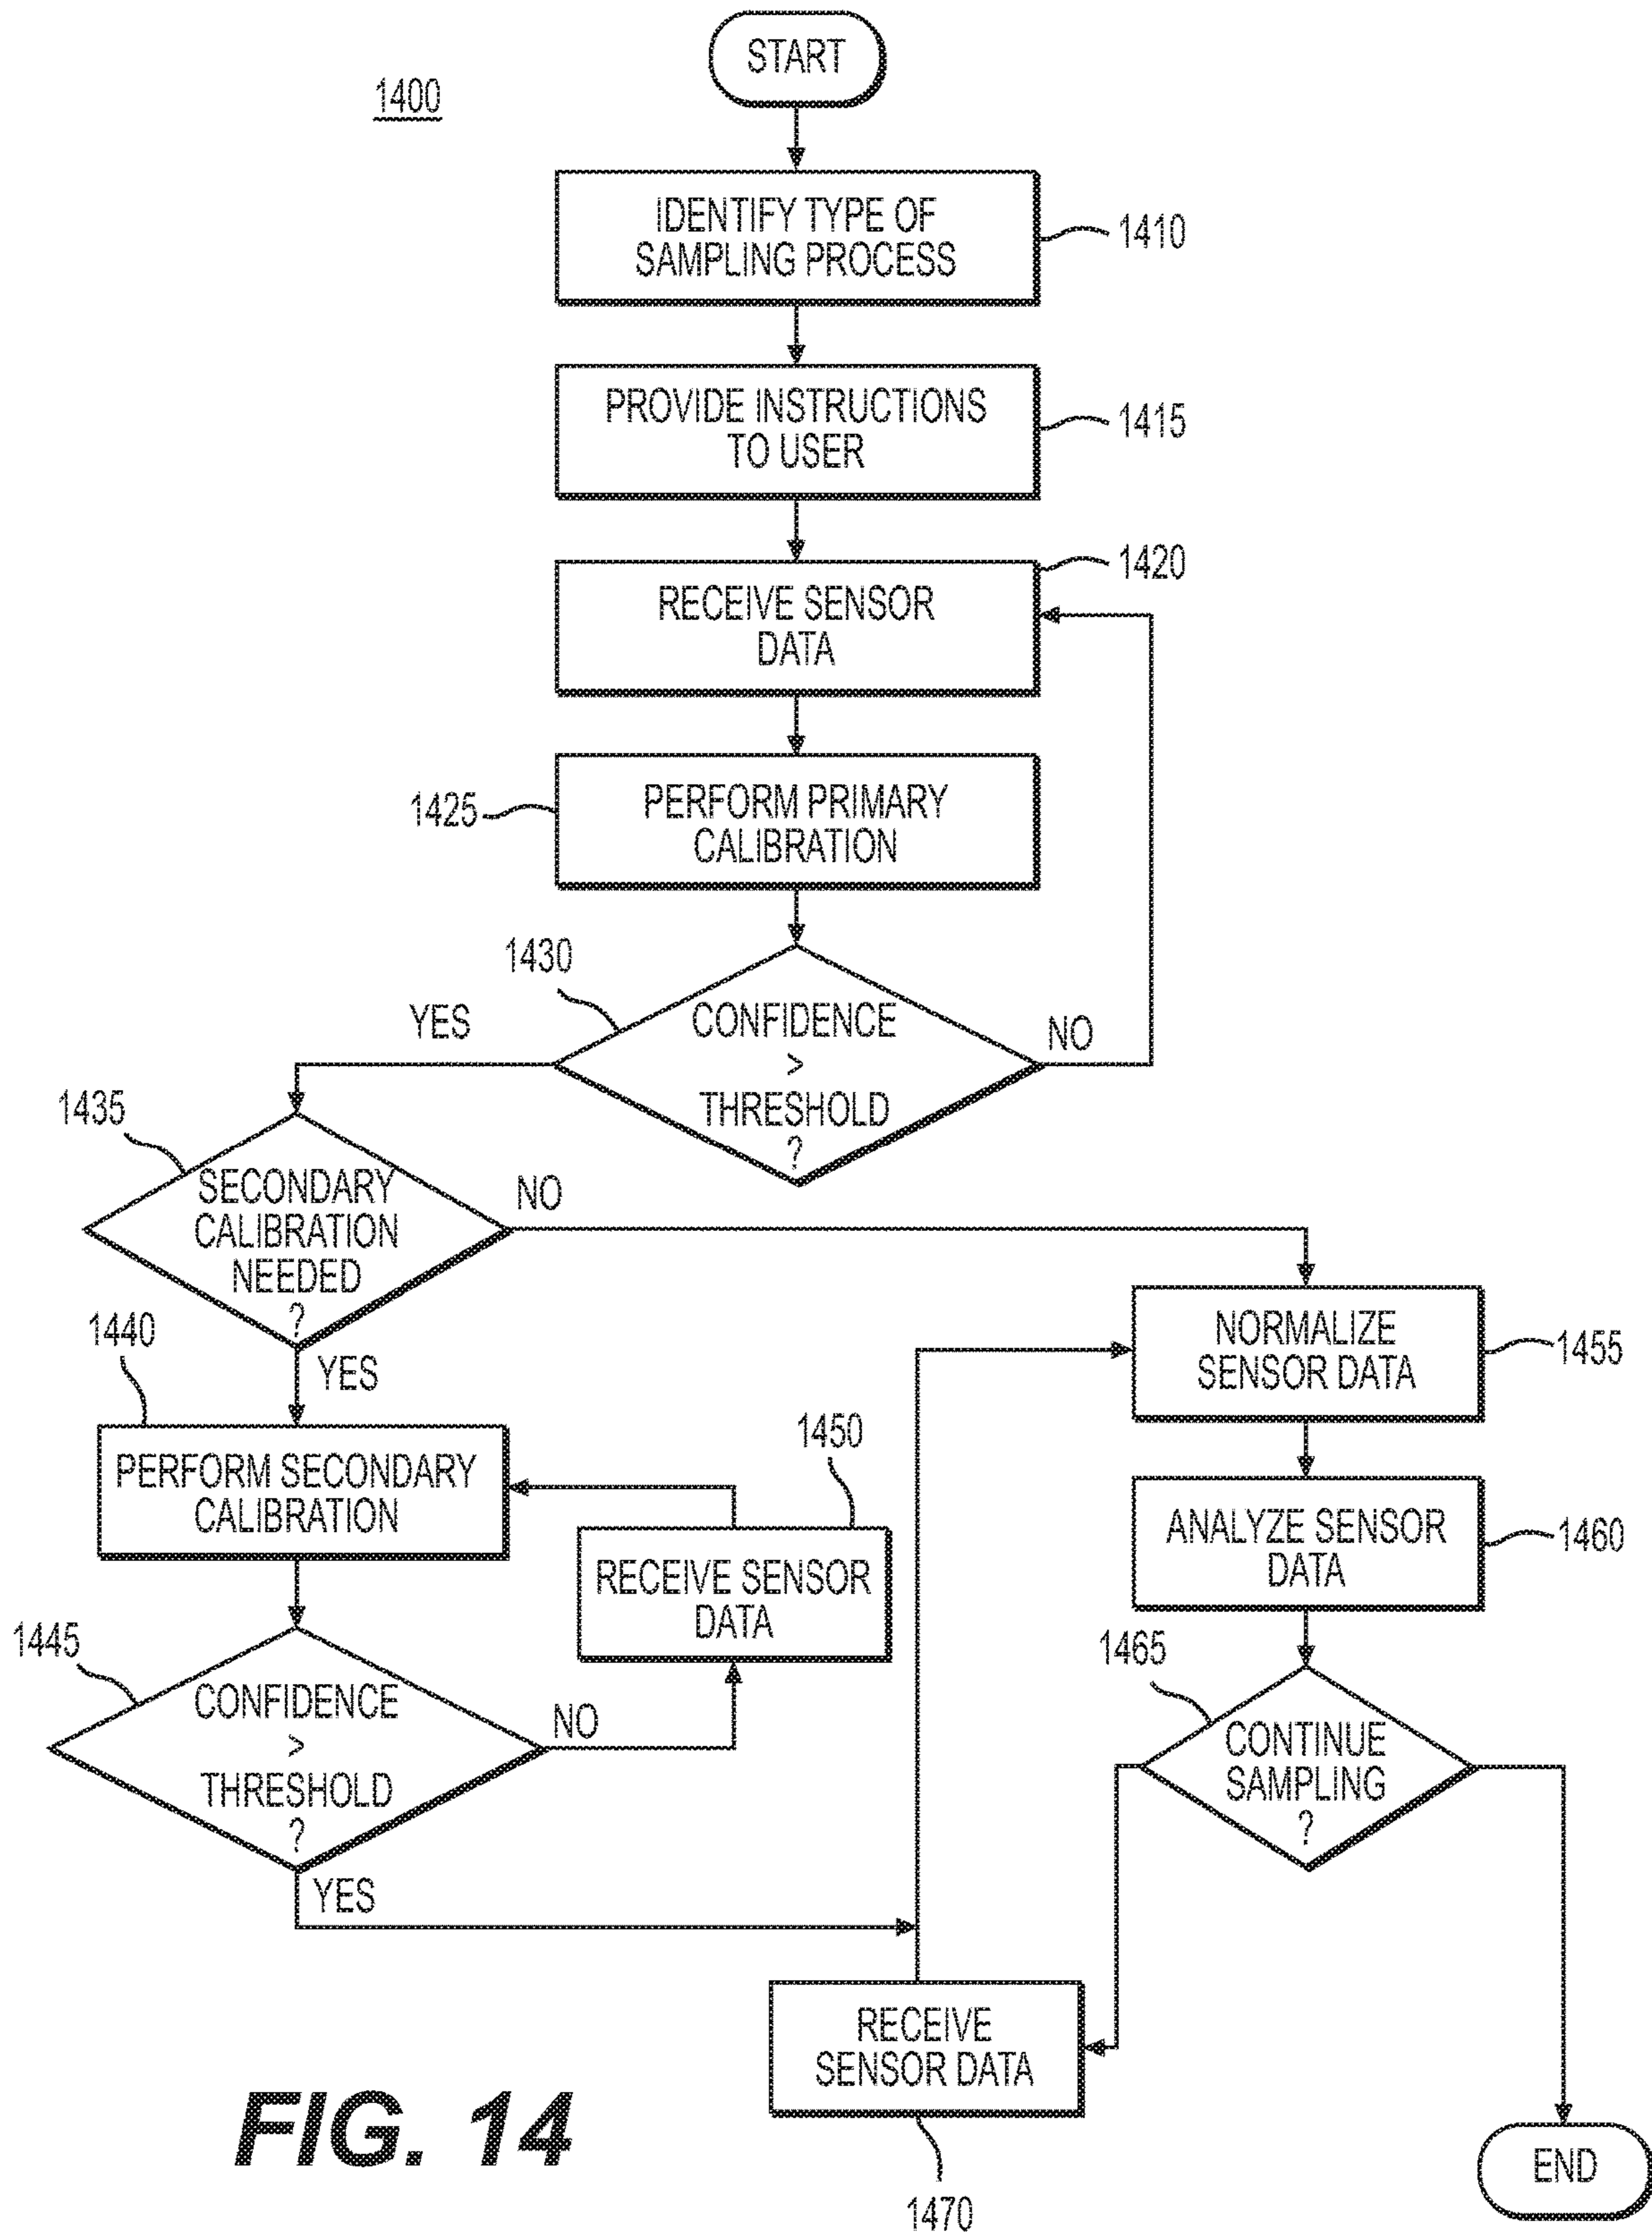 START
1400
IDENTIFY TYPE OF
SAMPLING PROCESS
1410
PROVIDE INSTRUCTIONS
TO USER
1415
1420
RECEIVE SENSOR
DATA
1425
PERFORM PRIMARY
CALIBRATION
1430
YES
CONFIDENCE
>
THRESHOLD
?
NO
1435
SECONDARY
CALIBRATION
NEEDED
?
NO
YES
1440
PERFORM SECONDARY
CALIBRATION
1450
RECEIVE SENSOR
DATA
1445
CONFIDENCE
>
THRESHOLD
?
NO
YES
NORMALIZE
SENSOR DATA
1455
ANALYZE SENSOR
DATA
1460
1465
CONTINUE
SAMPLING
?
RECEIVE
SENSOR DATA
1470
END
FIG. 14